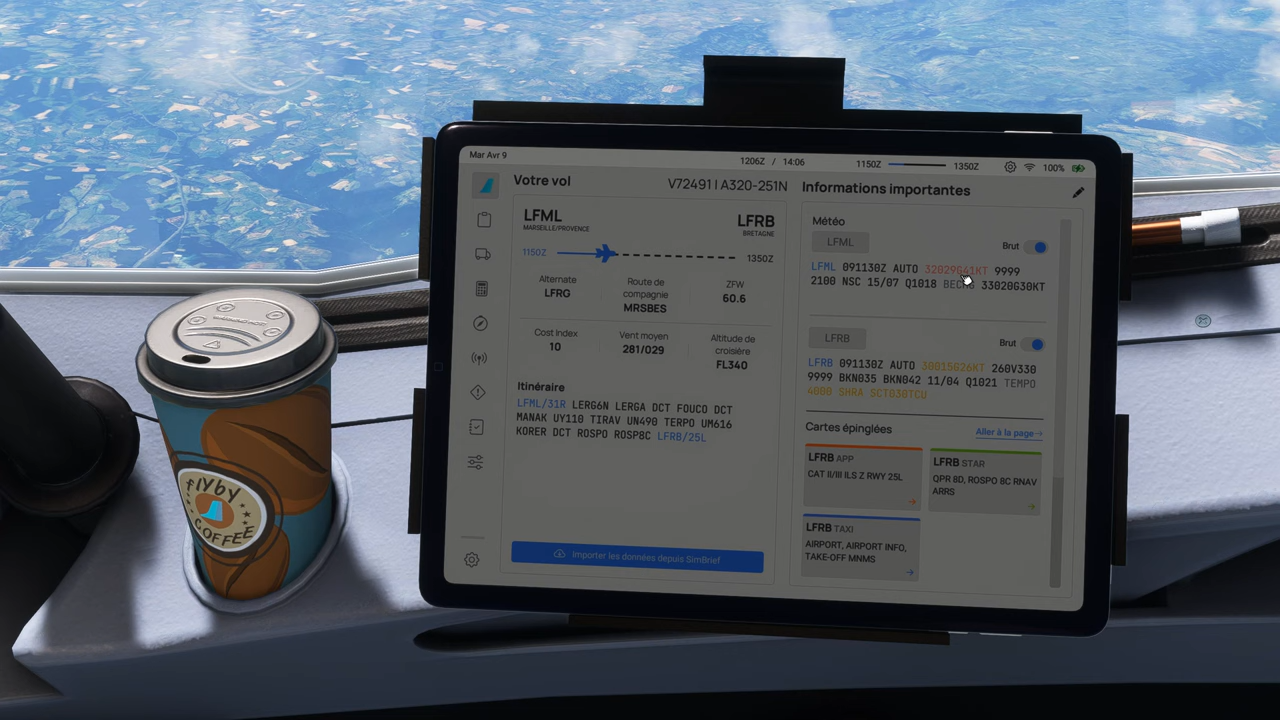 Mar Avr 9
1206Z / 14:06
1150Z 1350Z
100%
Votre vol
V72491 | A320-251N
LFML
MARSEILLE/PROVENCE
LFRB
BRETAGNE
1150Z
1350Z
Alternate
LFRG
Route de
compagnie
MRSBES
ZFW
60.6
Cost Index
10
Vent moyen
281/029
Altitude de
croisière
FL340
Itinéraire
LFML/31R LERG6N LERGA DCT FOUCO DCT
MANAK UY110 TIRAV UN490 TERPO UM616
KORER DCT ROSPO ROSP8C LFRB/25L
Importer les données depuis SimBrief
Informations importantes
Météo
LFML
Brut
LFML 091130Z AUTO 32029G41KT 9999
2100 NSC 15/07 Q1018 BECMG 33020G30KT
LFRB
Brut
LFRB 091130Z AUTO 30015G26KT 260V330
9999 BKN035 BKN042 11/04 Q1021 TEMPO
4000 SHRA SCT030TCU
Cartes épinglées
Aller à la page
LFRB APP
CAT II/III ILS Z RWY 25L
LFRB STAR
QPR 8D, ROSPO 8C RNAV
ARRS
LFRB TAXI
AIRPORT, AIRPORT INFO,
TAKE-OFF MNMS
flyby
COFFEE